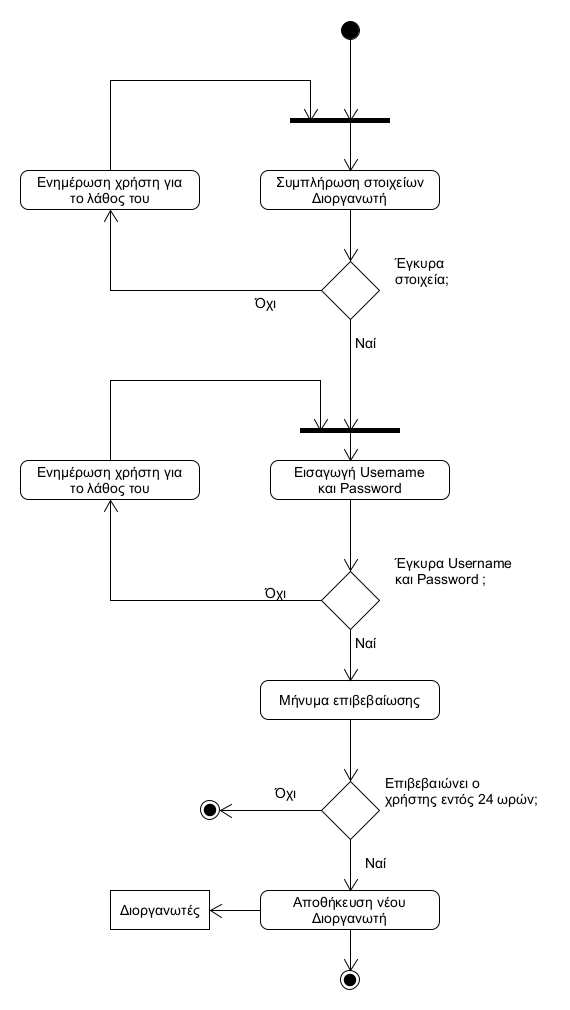 Ενημέρωση χρήστη για
το λάθος του
Συμπλήρωση στοιχείων
Διοργανωτή
Έγκυρα
στοιχεία;
Όχι
Ναί
Ενημέρωση χρήστη για
το λάθος του
Εισαγωγή Username
και Password
Έγκυρα Username
και Password ;
Όχι
Ναί
Μήνυμα επιβεβαίωσης
Επιβεβαιώνει ο
χρήστης εντός 24 ωρών;
Όχι
Ναί
Διοργανωτές
Αποθήκευση νέου
Διοργανωτή